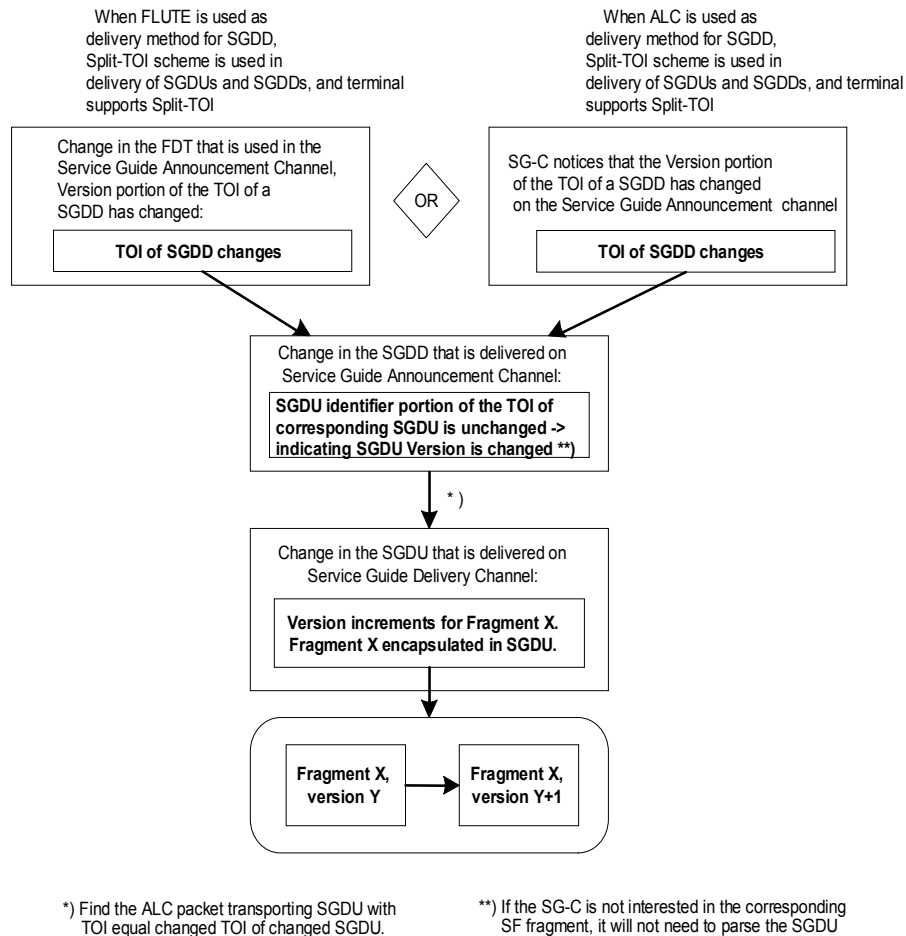 When FLUTE is used as
delivery method for SGDD,
Split-TOI scheme is used in
delivery of SGDUs and SGDDs, and terminal
supports Split-TOI
When ALC is used as
delivery method for SGDD,
Split-TOI scheme is used in
delivery of SGDUs and SGDDs, and terminal
supports Split-TOI
Change in the FDT that is used in the
Service Guide Announcement Channel,
Version portion of the TOI of a
SGDD has changed:
TOI of SGDD changes
OR
SG-C notices that the Version portion
of the TOI of a SGDD has changed
on the Service Guide Announcement channel
TOI of SGDD changes
Change in the SGDD that is delivered on
Service Guide Announcement Channel:
SGDU identifier portion of the TOI of
corresponding SGDU is unchanged ->
indicating SGDU Version is changed **)
* )
Change in the SGDU that is delivered on
Service Guide Delivery Channel:
Version increments for Fragment X.
Fragment X encapsulated in SGDU.
Fragment X,
version Y
Fragment X,
version Y+1
*) Find the ALC packet transporting SGDU with
TOI equal changed TOI of changed SGDU.
**) If the SG-C is not interested in the corresponding
SF fragment, it will not need to parse the SGDU